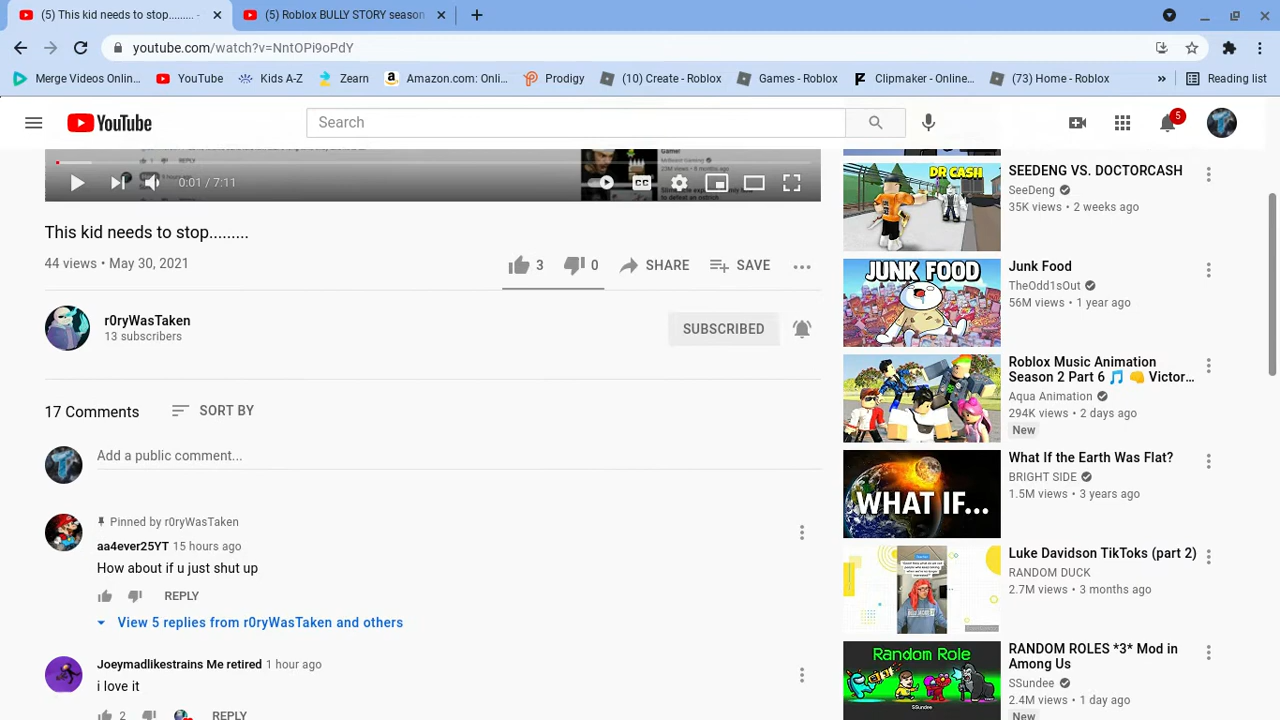 (5) This kid needs to stop......... -
(5) Roblox BULLY STORY season
youtube.com/watch?v=NntOPi9oPdY
Merge Videos Onlin...
YouTube
Kids A-Z
Zearn
Amazon.com: Onli...
Prodigy
(10) Create - Roblox
Games - Roblox
Clipmaker - Online...
(73) Home - Roblox
»
Reading list
YouTube
Search
5
0:01 / 7:11
CC
This kid needs to stop.........
44 views • May 30, 2021
3
0
SHARE
SAVE
r0ryWasTaken
13 subscribers
SUBSCRIBED
17 Comments
SORT BY
Add a public comment...
Pinned by r0ryWasTaken
aa4ever25YT 15 hours ago
How about if u just shut up
REPLY
View 5 replies from r0ryWasTaken and others
Joeymadlikestrains Me retired 1 hour ago
i love it
2
REPLY
DR CASH
SEEDENG VS. DOCTORCASH
SeeDeng
35K views • 2 weeks ago
JUNK FOOD
Junk Food
TheOdd1sOut
56M views • 1 year ago
Roblox Music Animation
Season 2 Part 6 🎵 👊 Victor...
Aqua Animation
294K views • 2 days ago
New
WHAT IF...
What If the Earth Was Flat?
BRIGHT SIDE
1.5M views • 3 years ago
Luke Davidson TikToks (part 2)
RANDOM DUCK
2.7M views • 3 months ago
Random Role
SSundee
RANDOM ROLES *3* Mod in
Among Us
SSundee
2.4M views • 1 day ago
New